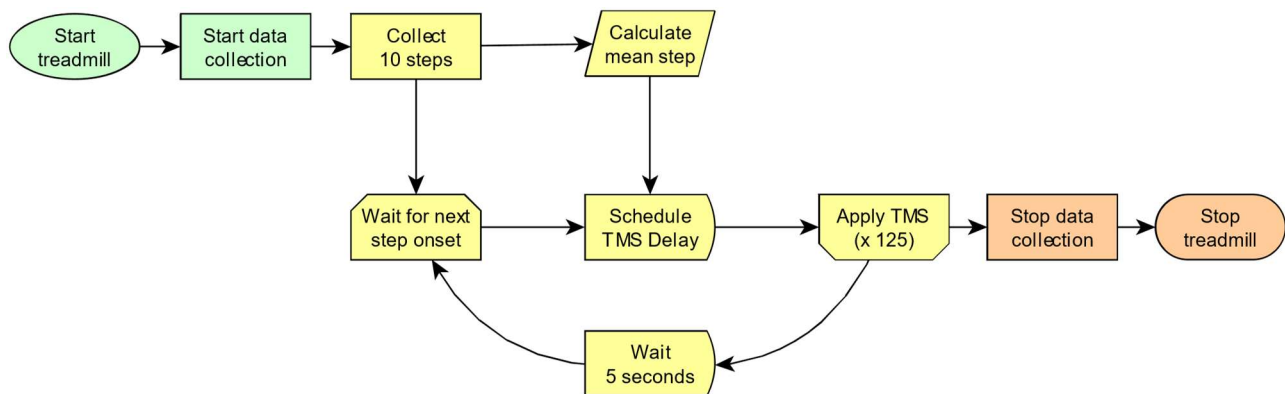 Start
treadmill
Start data
collection
Collect
10 steps
Calculate
mean step
Wait for next
step onset
Schedule
TMS Delay
Apply TMS
(x 125)
Stop data
collection
Stop
treadmill
Wait
5 seconds